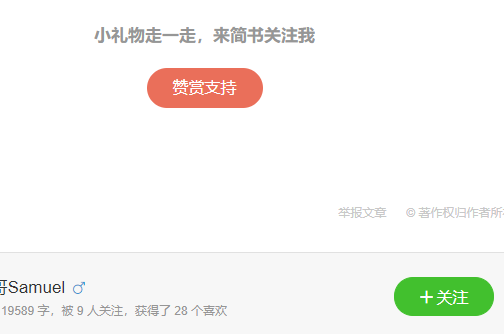 小礼物走一走，来简书关注我
赞赏支持
举报文章 © 著作权归作者所
哥Samuel ♂
19589 字，被 9 人关注，获得了 28 个喜欢
+关注